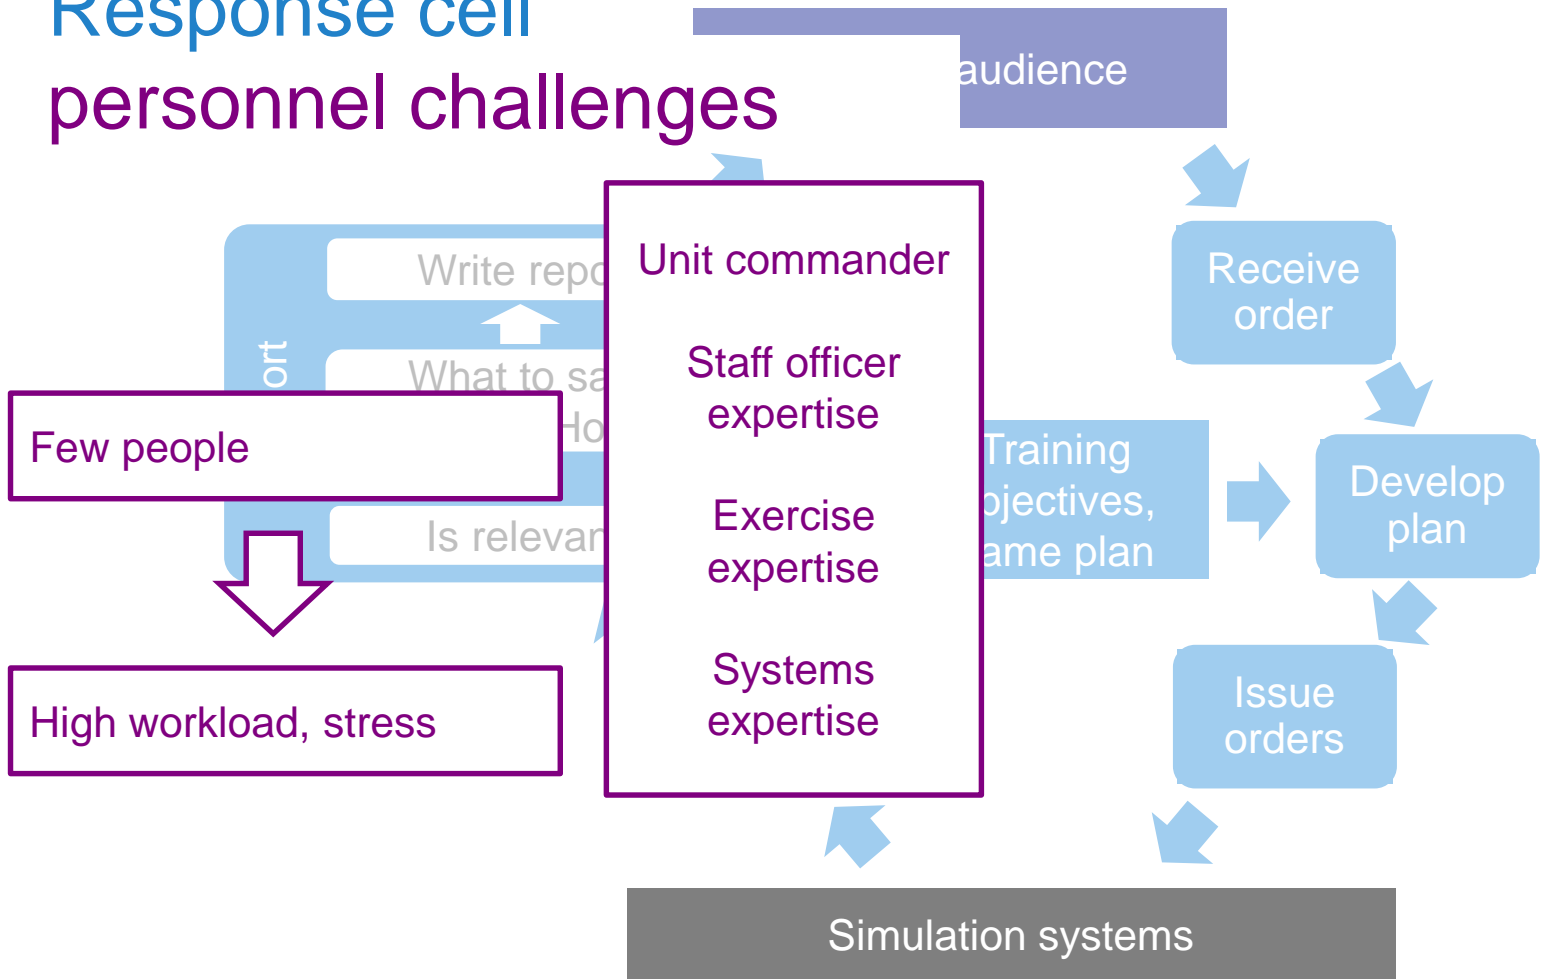 Response cell
personnel challenges
audience
Write repo
What to sa
Ho
Is relevan
ort
Few people
High workload, stress
Unit commander
Staff officer
expertise
Exercise
expertise
Systems
expertise
Training
bjectives,
ame plan
Receive
order
Develop
plan
Issue
orders
Simulation systems